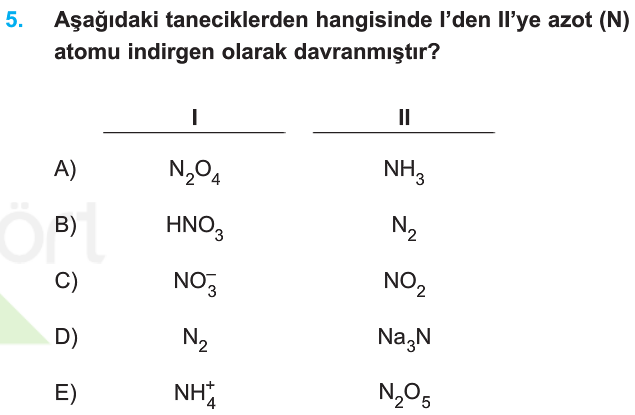 5. Aşağıdaki taneciklerden hangisinde I’den II’ye azot (N)
atomu indirgen olarak davranmıştır?
I II
A) N₂O₄ NH₃
B) HNO₃ N₂
C) NO₃⁻ NO₂
D) N₂ Na₃N
E) NH₄⁺ N₂O₅
ört